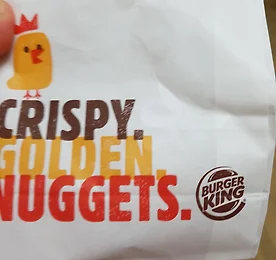 CRISPY.
GOLDEN.
NUGGETS.
BURGER
KING